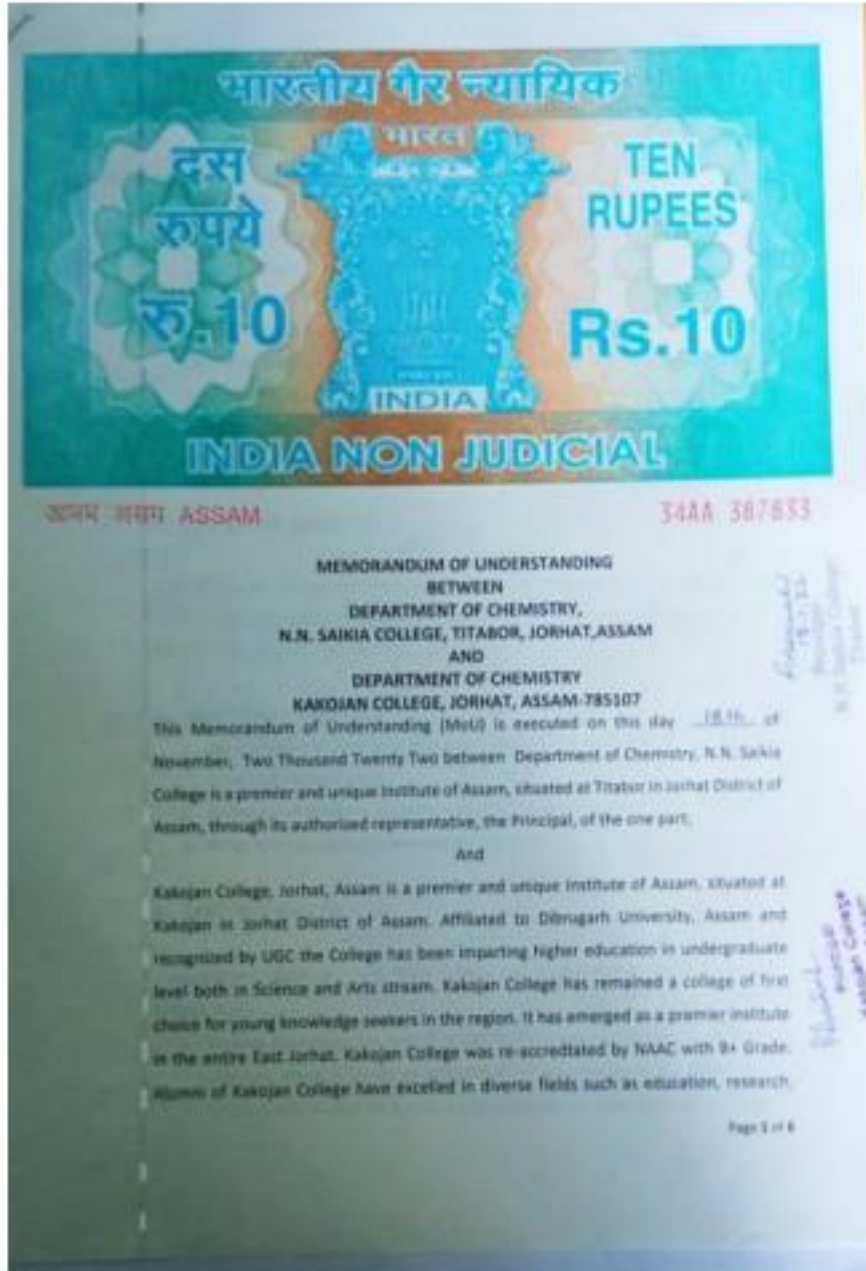 भारतीय गैर न्यायिक
भारत
दस
रुपये
रु.10
TEN
RUPEES
Rs.10
INDIA
INDIA NON JUDICIAL
অসম असम ASSAM
34AA 387833
MEMORANDUM OF UNDERSTANDING
BETWEEN
DEPARTMENT OF CHEMISTRY,
N.N. SAIKIA COLLEGE, TITABOR, JORHAT,ASSAM
AND
DEPARTMENT OF CHEMISTRY
KAKOJAN COLLEGE, JORHAT, ASSAM-785107
This Memorandum of Understanding (MoU) is executed on this day 18th of
November, Two Thousand Twenty Two between Department of Chemistry, N.N. Saikia
College is a premier and unique Institute of Assam, situated at Titabor in Jorhat District of
Assam, through its authorized representative, the Principal, of the one part;
And
Kakojan College, Jorhat, Assam is a premier and unique Institute of Assam, situated at
Kakojan in Jorhat District of Assam. Affiliated to Dibrugarh University, Assam and
recognized by UGC the College has been imparting higher education in undergraduate
level both in Science and Arts stream. Kakojan College has remained a college of first
choice for young knowledge seekers in the region. It has emerged as a premier institute
in the entire East Jorhat. Kakojan College was re-accredtated by NAAC with B+ Grade.
Alumni of Kakojan College have excelled in diverse fields such as education, research,
Page 1 of 6
Principal
N.N Saikia College
Titabor
Principal
Kakojan College